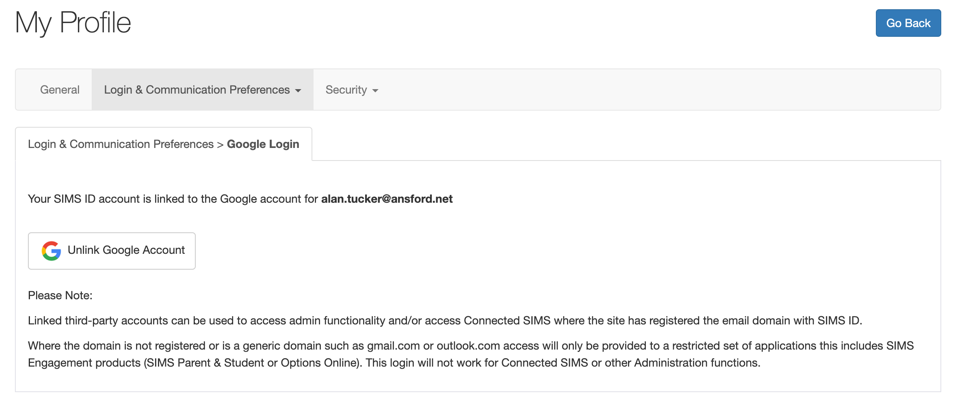 My Profile
Go Back
General
Login & Communication Preferences
Security
Login & Communication Preferences > Google Login
Your SIMS ID account is linked to the Google account for alan.tucker@ansford.net
Unlink Google Account
Please Note:
Linked third-party accounts can be used to access admin functionality and/or access Connected SIMS where the site has registered the email domain with SIMS ID.
Where the domain is not registered or is a generic domain such as gmail.com or outlook.com access will only be provided to a restricted set of applications this includes SIMS
Engagement products (SIMS Parent & Student or Options Online). This login will not work for Connected SIMS or other Administration functions.